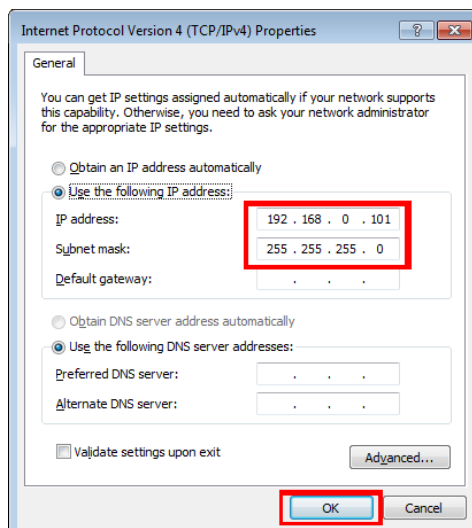 Internet Protocol Version 4 (TCP/IPv4) Properties
General
You can get IP settings assigned automatically if your network supports
this capability. Otherwise, you need to ask your network administrator
for the appropriate IP settings.
Obtain an IP address automatically
Use the following IP address:
IP address: 192 . 168 . 0 . 101
Subnet mask: 255 . 255 . 255 . 0
Default gateway: . . .
Obtain DNS server address automatically
Use the following DNS server addresses:
Preferred DNS server: . . .
Alternate DNS server: . . .
Validate settings upon exit
Advanced...
OK Cancel